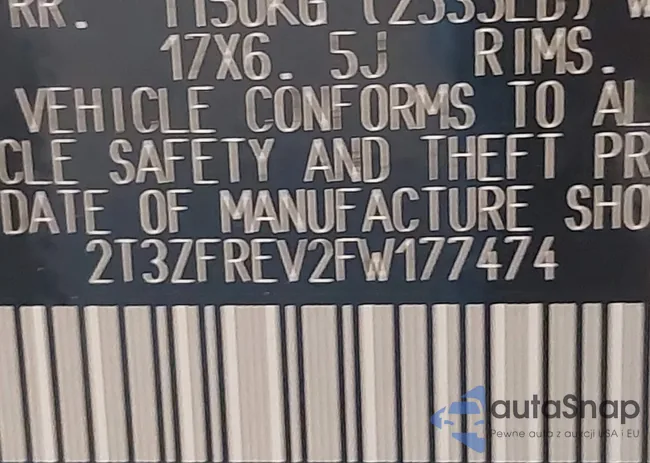 RR. 1150KG (2535LB) W
17X6. 5J RIMS.
VEHICLE CONFORMS TO AL
CLE SAFETY AND THEFT PR
DATE OF MANUFACTURE SHO
2T3ZFREV2FW177474
autoSnap
Pewne auta z aukcji USA i EU